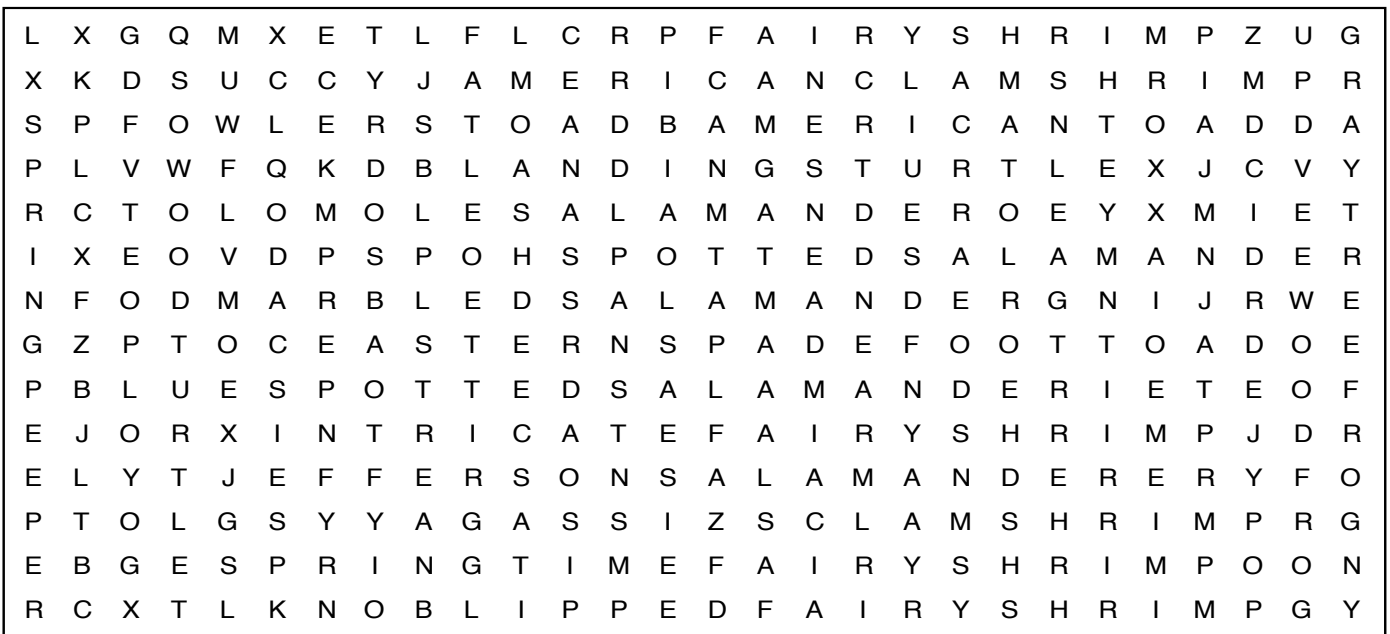 L X G Q M X E T L F L C R P F A I R Y S H R I M P Z U G
X K D S U C C Y J A M E R I C A N C L A M S H R I M P R
S P F O W L E R S T O A D B A M E R I C A N T O A D D A
P L V W F Q K D B L A N D I N G S T U R T L E X J C V Y
R C T O L O M O L E S A L A M A N D E R O E Y X M I E T
I X E O V D P S P O H S P O T T E D S A L A M A N D E R
N F O D M A R B L E D S A L A M A N D E R G N I J R W E
G Z P T O C E A S T E R N S P A D E F O O T T O A D O E
P B L U E S P O T T E D S A L A M A N D E R I E T E O F
E J O R X I N T R I C A T E F A I R Y S H R I M P J D R
E L Y T J E F F E R S O N S A L A M A N D E R E R Y F O
P T O L G S Y Y A G A S S I Z S C L A M S H R I M P R G
E B G E S P R I N G T I M E F A I R Y S H R I M P O O N
R C X T L K N O B L I P P E D F A I R Y S H R I M P G Y